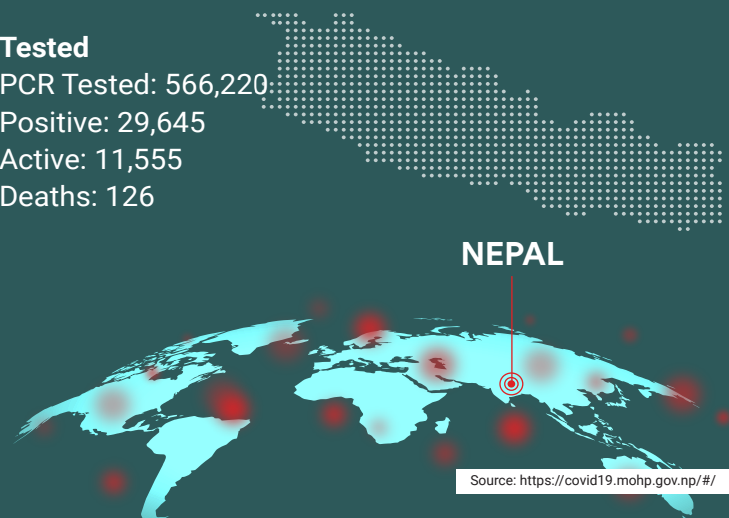 Tested
PCR Tested: 566,220
Positive: 29,645
Active: 11,555
Deaths: 126
NEPAL
Source: https://covid19.mohp.gov.np/#/